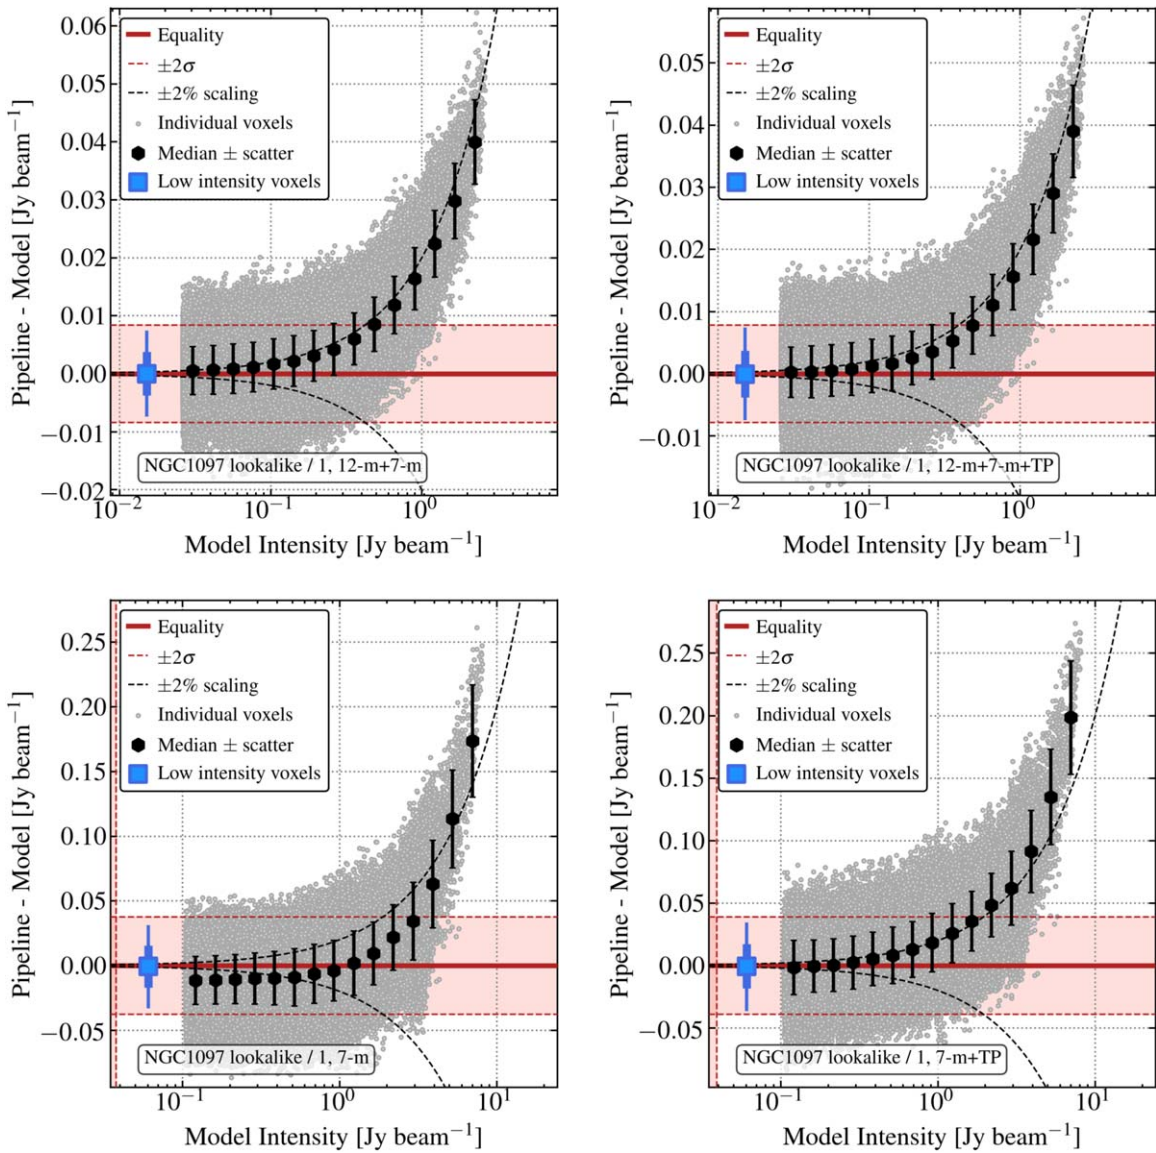 Pipeline - Model [Jy beam⁻¹]
0.06
0.05
0.04
0.03
0.02
0.01
0.00
−0.01
−0.02
Equality
±2σ
±2% scaling
Individual voxels
Median ± scatter
Low intensity voxels
NGC1097 lookalike / 1, 12-m+7-m
10⁻² 10⁻¹ 10⁰
Model Intensity [Jy beam⁻¹]
Pipeline - Model [Jy beam⁻¹]
0.05
0.04
0.03
0.02
0.01
0.00
−0.01
Equality
±2σ
±2% scaling
Individual voxels
Median ± scatter
Low intensity voxels
NGC1097 lookalike / 1, 12-m+7-m+TP
10⁻² 10⁻¹ 10⁰
Model Intensity [Jy beam⁻¹]
Pipeline - Model [Jy beam⁻¹]
0.25
0.20
0.15
0.10
0.05
0.00
−0.05
Equality
±2σ
±2% scaling
Individual voxels
Median ± scatter
Low intensity voxels
NGC1097 lookalike / 1, 7-m
10⁻¹ 10⁰ 10¹
Model Intensity [Jy beam⁻¹]
Pipeline - Model [Jy beam⁻¹]
0.25
0.20
0.15
0.10
0.05
0.00
−0.05
Equality
±2σ
±2% scaling
Individual voxels
Median ± scatter
Low intensity voxels
NGC1097 lookalike / 1, 7-m+TP
10⁻¹ 10⁰ 10¹
Model Intensity [Jy beam⁻¹]